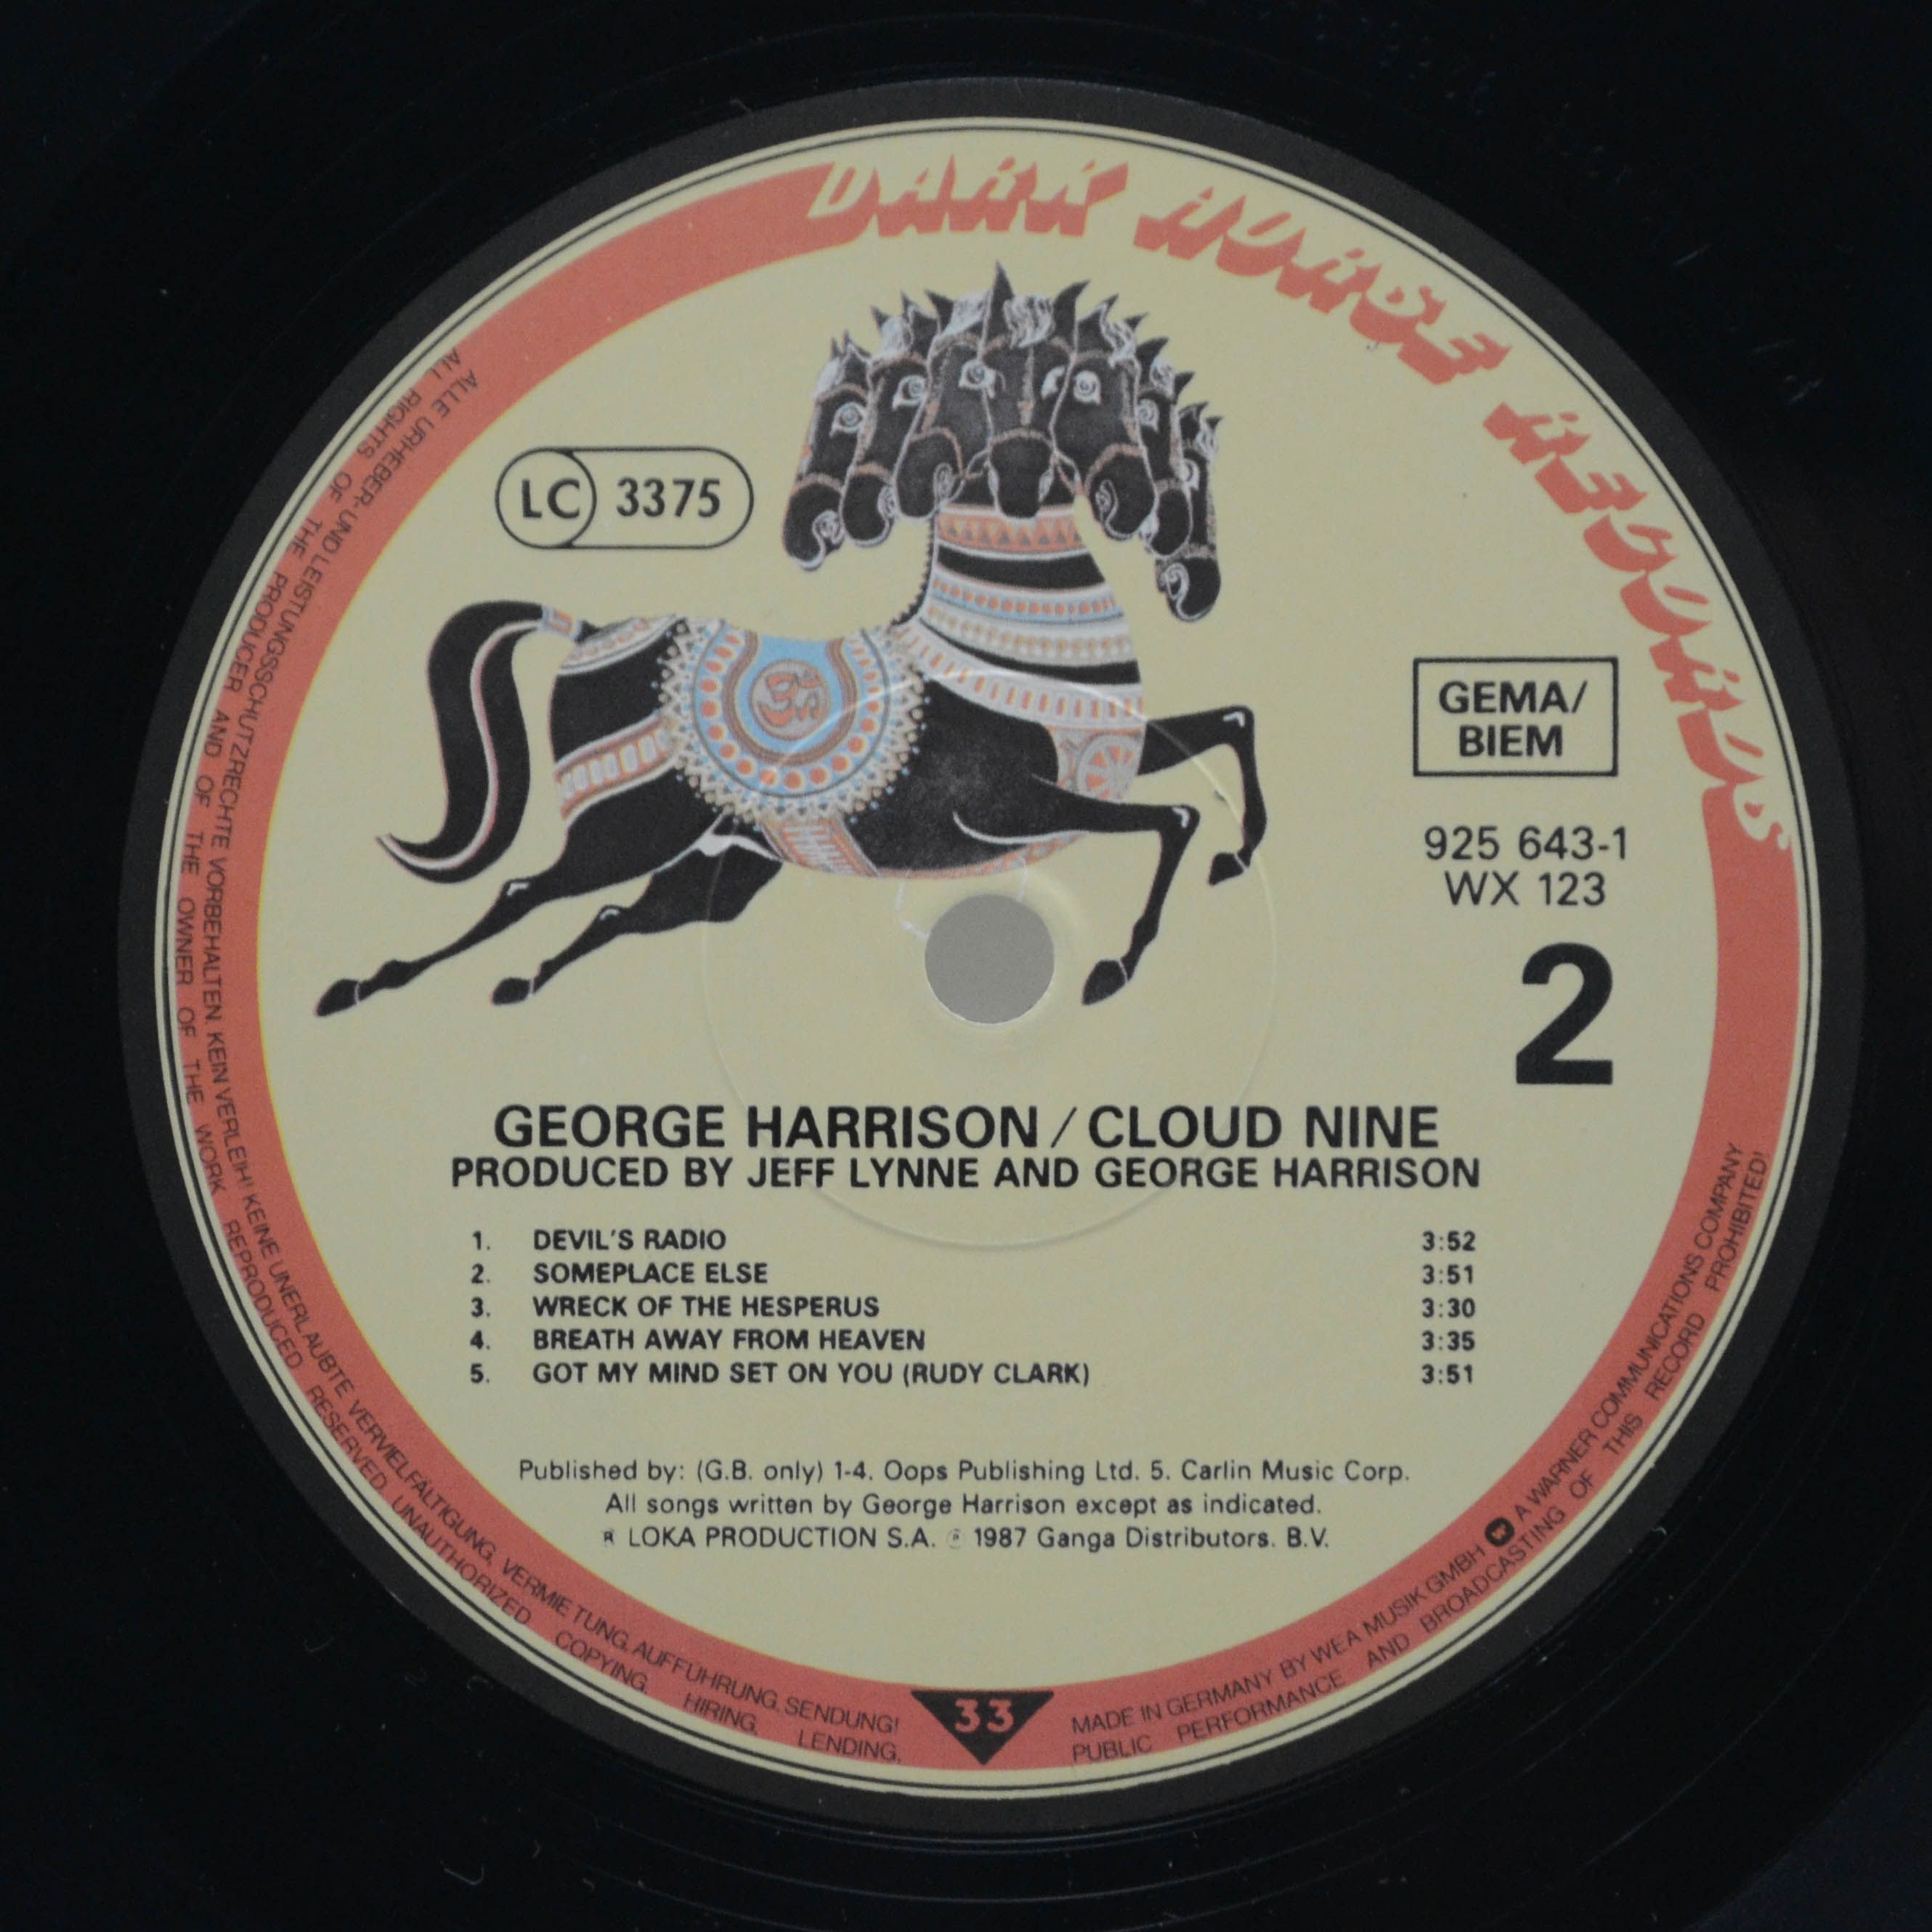 DARK HORSE RECORDS
LC 3375
GEMA/
BIEM
925 643-1
WX 123
2
GEORGE HARRISON / CLOUD NINE
PRODUCED BY JEFF LYNNE AND GEORGE HARRISON
1. DEVIL'S RADIO 3:52
2. SOMEPLACE ELSE 3:51
3. WRECK OF THE HESPERUS 3:30
4. BREATH AWAY FROM HEAVEN 3:35
5. GOT MY MIND SET ON YOU (RUDY CLARK) 3:51
Published by: (G.B. only) 1-4. Oops Publishing Ltd. 5. Carlin Music Corp.
All songs written by George Harrison except as indicated.
R LOKA PRODUCTION S.A. ℗ 1987 Ganga Distributors. B.V.
33
ALLE URHEBER- UND LEISTUNGSSCHUTZRECHTE VORBEHALTEN. KEIN VERLEIH! KEINE UNERLAUBTE VERVIELFÄLTIGUNG, VERMIETUNG, AUFFÜHRUNG, SENDUNG!
ALL RIGHTS OF THE PRODUCER AND OF THE OWNER OF THE WORK REPRODUCED RESERVED UNAUTHORIZED COPYING, HIRING, LENDING,
MADE IN GERMANY BY WEA MUSIK GMBH A WARNER COMMUNICATIONS COMPANY
PUBLIC PERFORMANCE AND BROADCASTING OF THIS RECORD PROHIBITED!